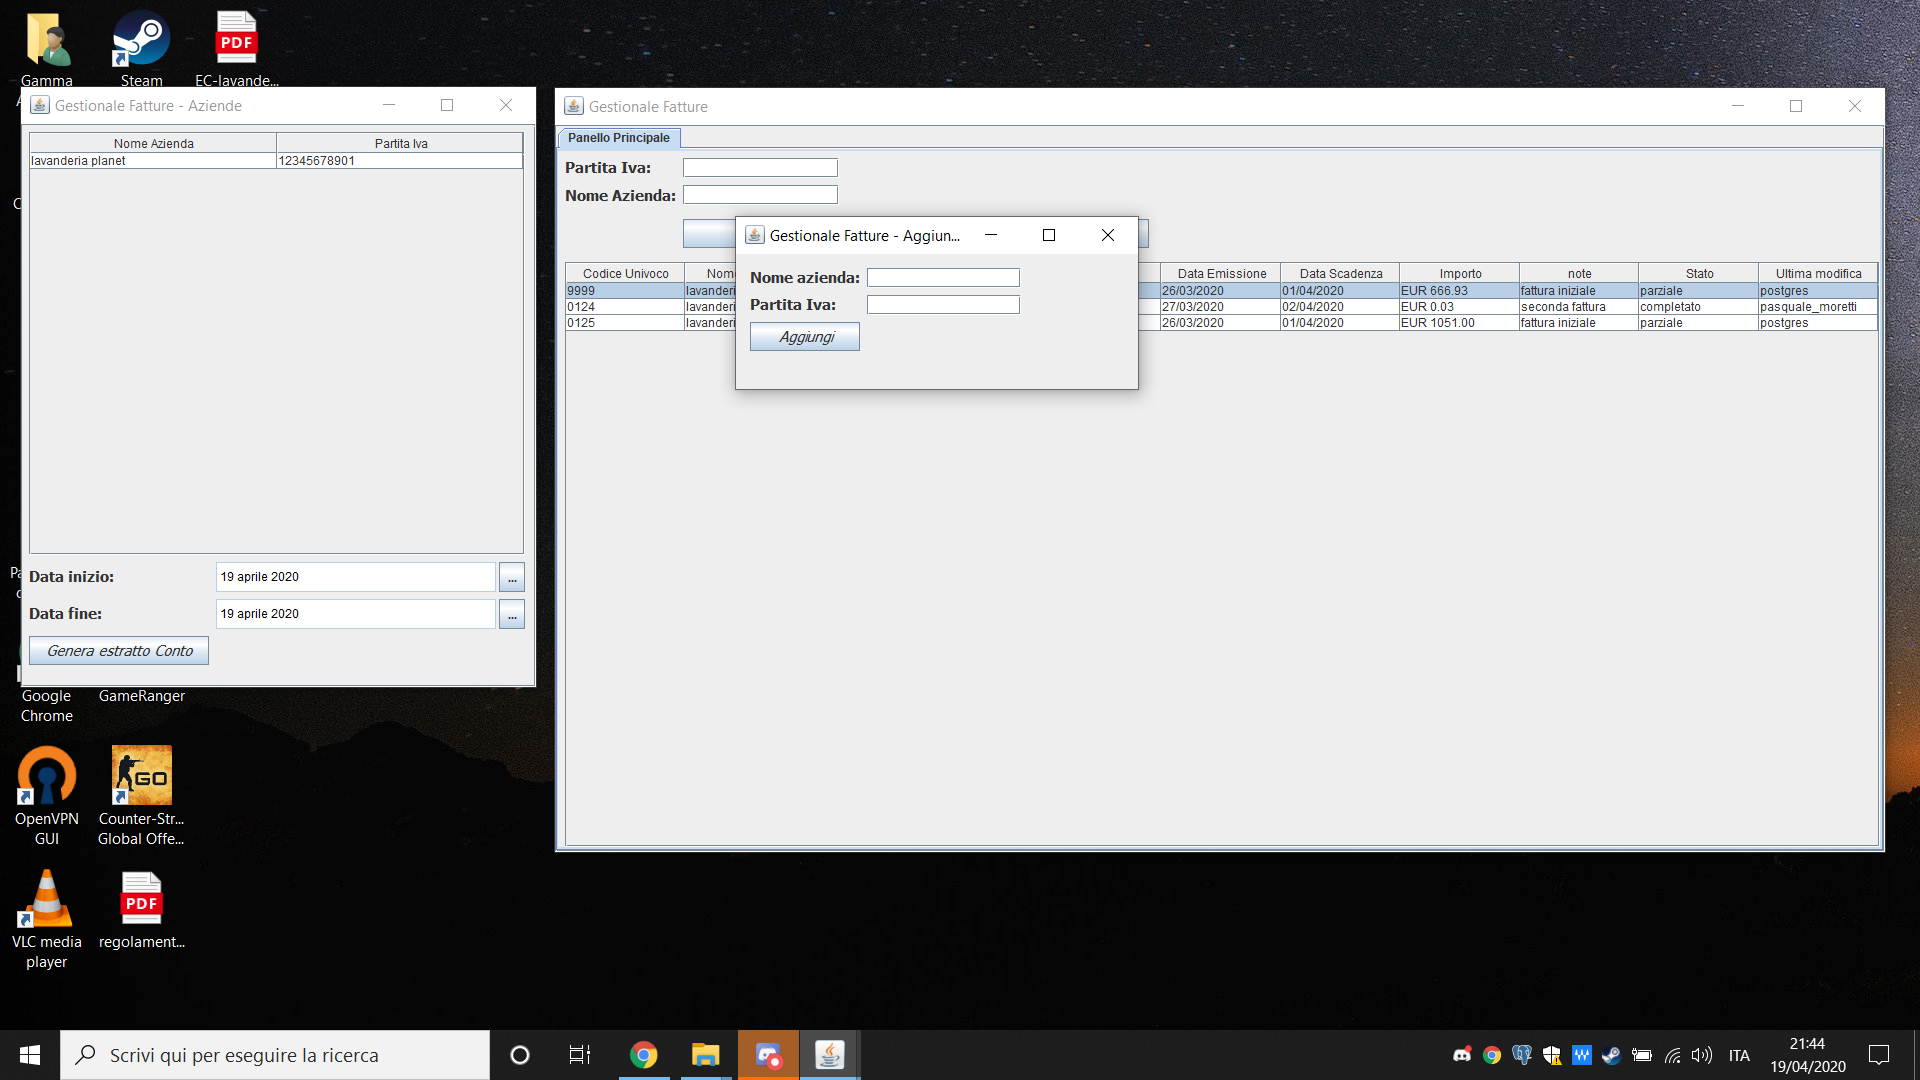 Gamma
Steam
EC-lavande...
Gestionale Fatture - Aziende
Nome Azienda
Partita Iva
lavanderia planet
12345678901
Data inizio:
19 aprile 2020
...
Data fine:
19 aprile 2020
...
Genera estratto Conto
Gestionale Fatture
Panello Principale
Partita Iva:
Nome Azienda:
Codice Univoco
Data Emissione
Data Scadenza
Importo
note
Stato
Ultima modifica
9999
26/03/2020
01/04/2020
EUR 666.93
fattura iniziale
parziale
postgres
0124
27/03/2020
02/04/2020
EUR 0.03
seconda fattura
completato
pasquale_moretti
0125
26/03/2020
01/04/2020
EUR 1051.00
fattura iniziale
parziale
postgres
Gestionale Fatture - Aggiun...
Nome azienda:
Partita Iva:
Aggiungi
Google
Chrome
GameRanger
OpenVPN
GUI
GO
Counter-Str...
Global Offe...
VLC media
player
PDF
regolament...
PDF
Scrivi qui per eseguire la ricerca
ITA
21:44
19/04/2020